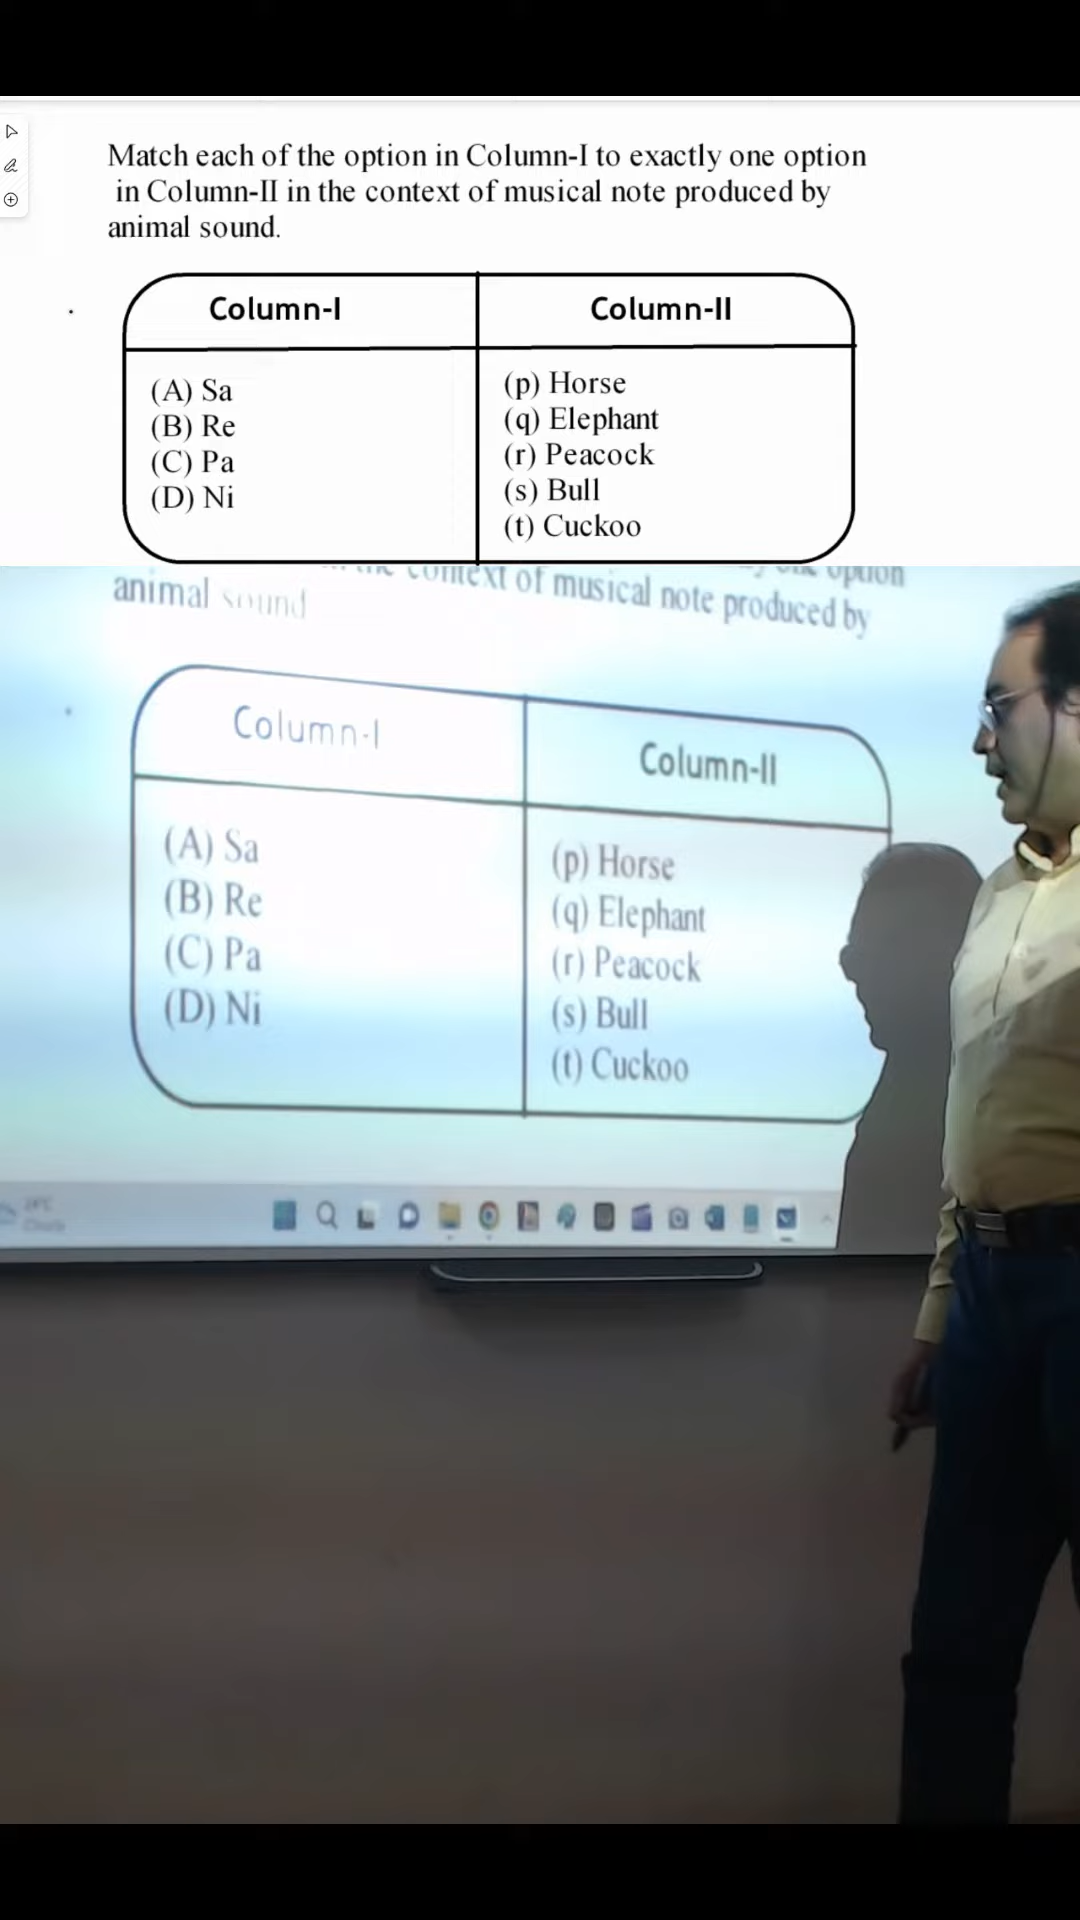 Match each of the option in Column-I to exactly one option
in Column-II in the context of musical note produced by
animal sound.
Column-I
Column-II
(A) Sa
(B) Re
(C) Pa
(D) Ni
(p) Horse
(q) Elephant
(r) Peacock
(s) Bull
(t) Cuckoo
context of musical note produced by
animal sound
Column-I
Column-II
(A) Sa
(B) Re
(C) Pa
(D) Ni
(p) Horse
(q) Elephant
(r) Peacock
(s) Bull
(t) Cuckoo